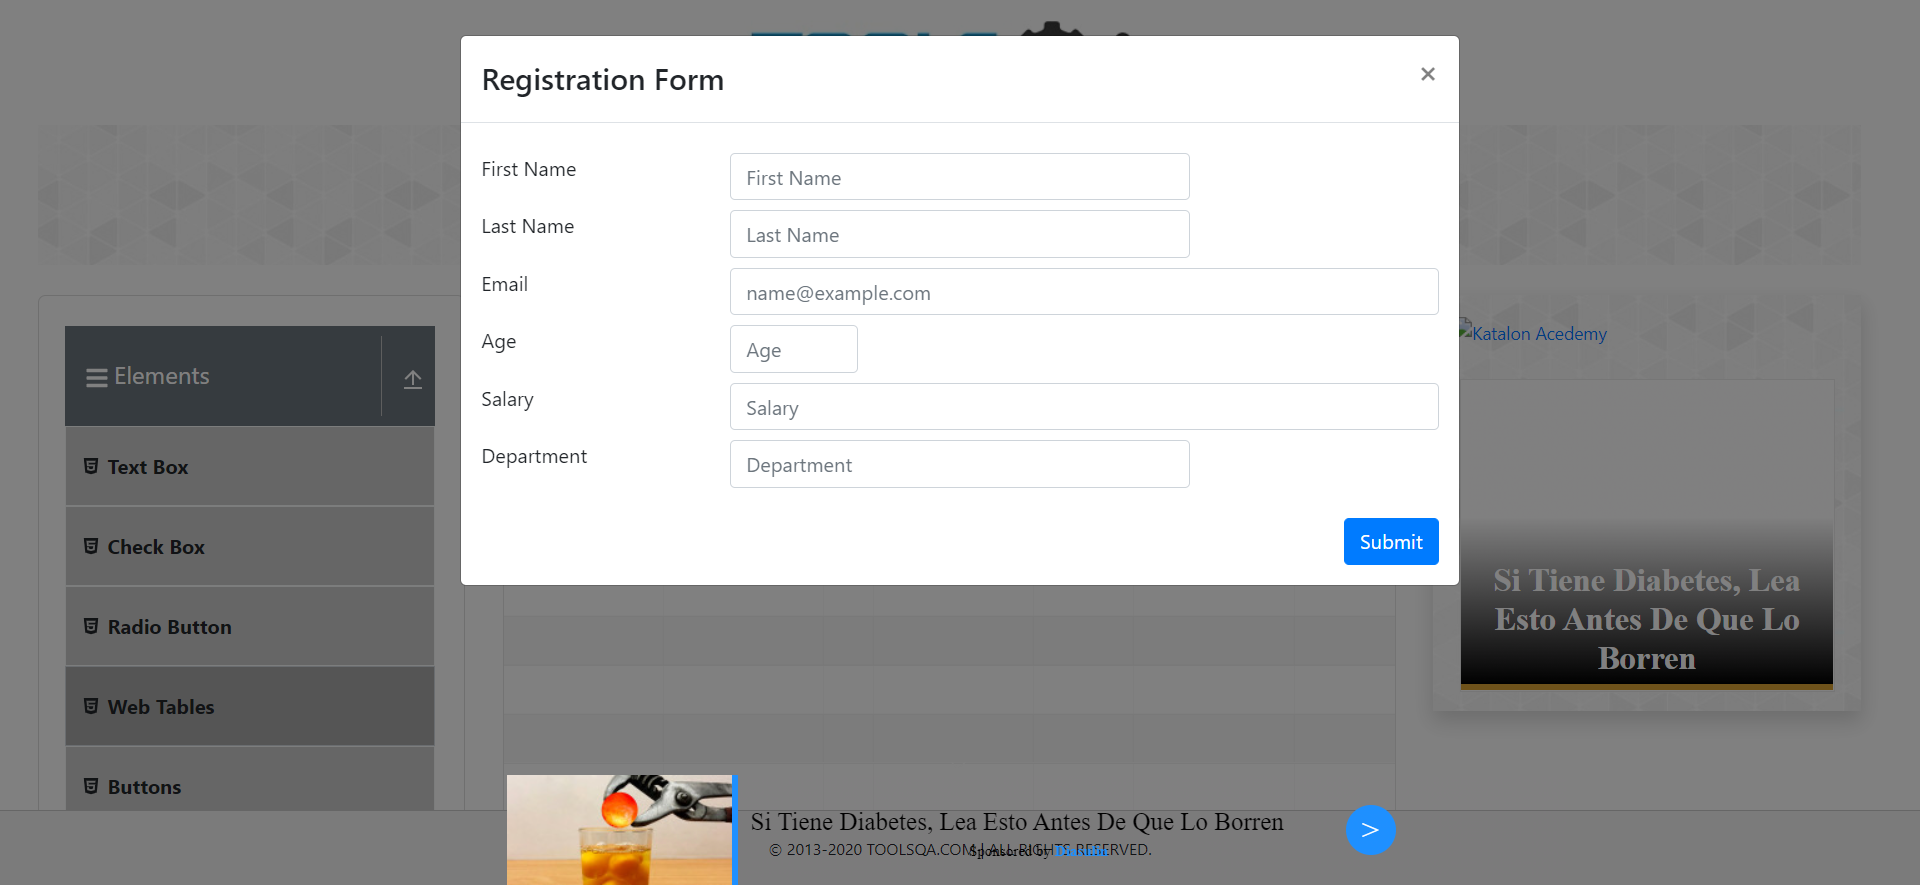 Registration Form
×
First Name
First Name
Last Name
Last Name
Email
name@example.com
Age
Age
Salary
Salary
Department
Department
Submit
Elements
Text Box
Check Box
Radio Button
Web Tables
Buttons
Katalon Acedemy
Si Tiene Diabetes, Lea
Esto Antes De Que Lo
Borren
Si Tiene Diabetes, Lea Esto Antes De Que Lo Borren
>
© 2013-2020 TOOLSQA.COM | ALL RIGHTS RESERVED.
Sponsored by